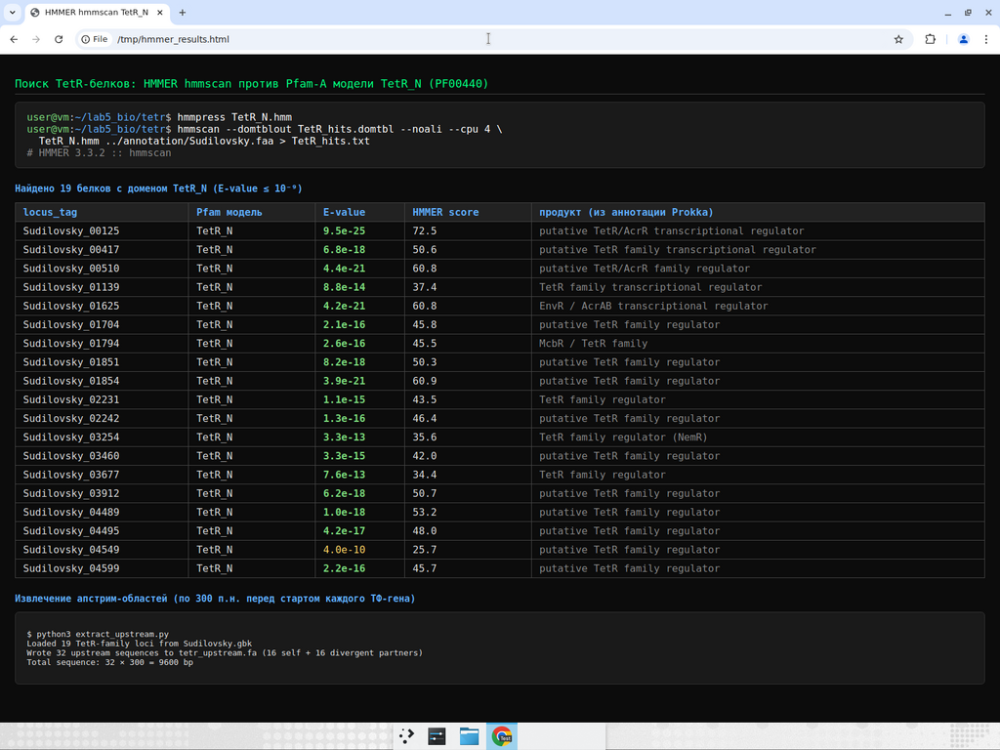 HMMER hmmscan TetR_N
File
/tmp/hmmer_results.html
Поиск TetR-белков: HMMER hmmscan против Pfam-A модели TetR_N (PF00440)
user@vm:~/lab5_bio/tetr$ hmmpress TetR_N.hmm
user@vm:~/lab5_bio/tetr$ hmmscan --domtblout TetR_hits.domtbl --noali --cpu 4 \
TetR_N.hmm ../annotation/Sudilovsky.faa > TetR_hits.txt
# HMMER 3.3.2 :: hmmscan
Найдено 19 белков с доменом TetR_N (E-value ≤ 10⁻⁹)
locus_tag Pfam модель E-value HMMER score продукт (из аннотации Prokka)
Sudilovsky_00125 TetR_N 9.5e-25 72.5 putative TetR/AcrR transcriptional regulator
Sudilovsky_00417 TetR_N 6.8e-18 50.6 putative TetR family transcriptional regulator
Sudilovsky_00510 TetR_N 4.4e-21 60.8 putative TetR/AcrR family regulator
Sudilovsky_01139 TetR_N 8.8e-14 37.4 TetR family transcriptional regulator
Sudilovsky_01625 TetR_N 4.2e-21 60.8 EnvR / AcrAB transcriptional regulator
Sudilovsky_01704 TetR_N 2.1e-16 45.8 putative TetR family regulator
Sudilovsky_01794 TetR_N 2.6e-16 45.5 McbR / TetR family
Sudilovsky_01851 TetR_N 8.2e-18 50.3 putative TetR family regulator
Sudilovsky_01854 TetR_N 3.9e-21 60.9 putative TetR family regulator
Sudilovsky_02231 TetR_N 1.1e-15 43.5 TetR family regulator
Sudilovsky_02242 TetR_N 1.3e-16 46.4 putative TetR family regulator
Sudilovsky_03254 TetR_N 3.3e-13 35.6 TetR family regulator (NemR)
Sudilovsky_03460 TetR_N 3.3e-15 42.0 putative TetR family regulator
Sudilovsky_03677 TetR_N 7.6e-13 34.4 TetR family regulator
Sudilovsky_03912 TetR_N 6.2e-18 50.7 putative TetR family regulator
Sudilovsky_04489 TetR_N 1.0e-18 53.2 putative TetR family regulator
Sudilovsky_04495 TetR_N 4.2e-17 48.0 putative TetR family regulator
Sudilovsky_04549 TetR_N 4.0e-10 25.7 putative TetR family regulator
Sudilovsky_04599 TetR_N 2.2e-16 45.7 putative TetR family regulator
Извлечение апстрим-областей (по 300 п.н. перед стартом каждого ТФ-гена)
$ python3 extract_upstream.py
Loaded 19 TetR-family loci from Sudilovsky.gbk
Wrote 32 upstream sequences to tetr_upstream.fa (16 self + 16 divergent partners)
Total sequence: 32 × 300 = 9600 bp
Test